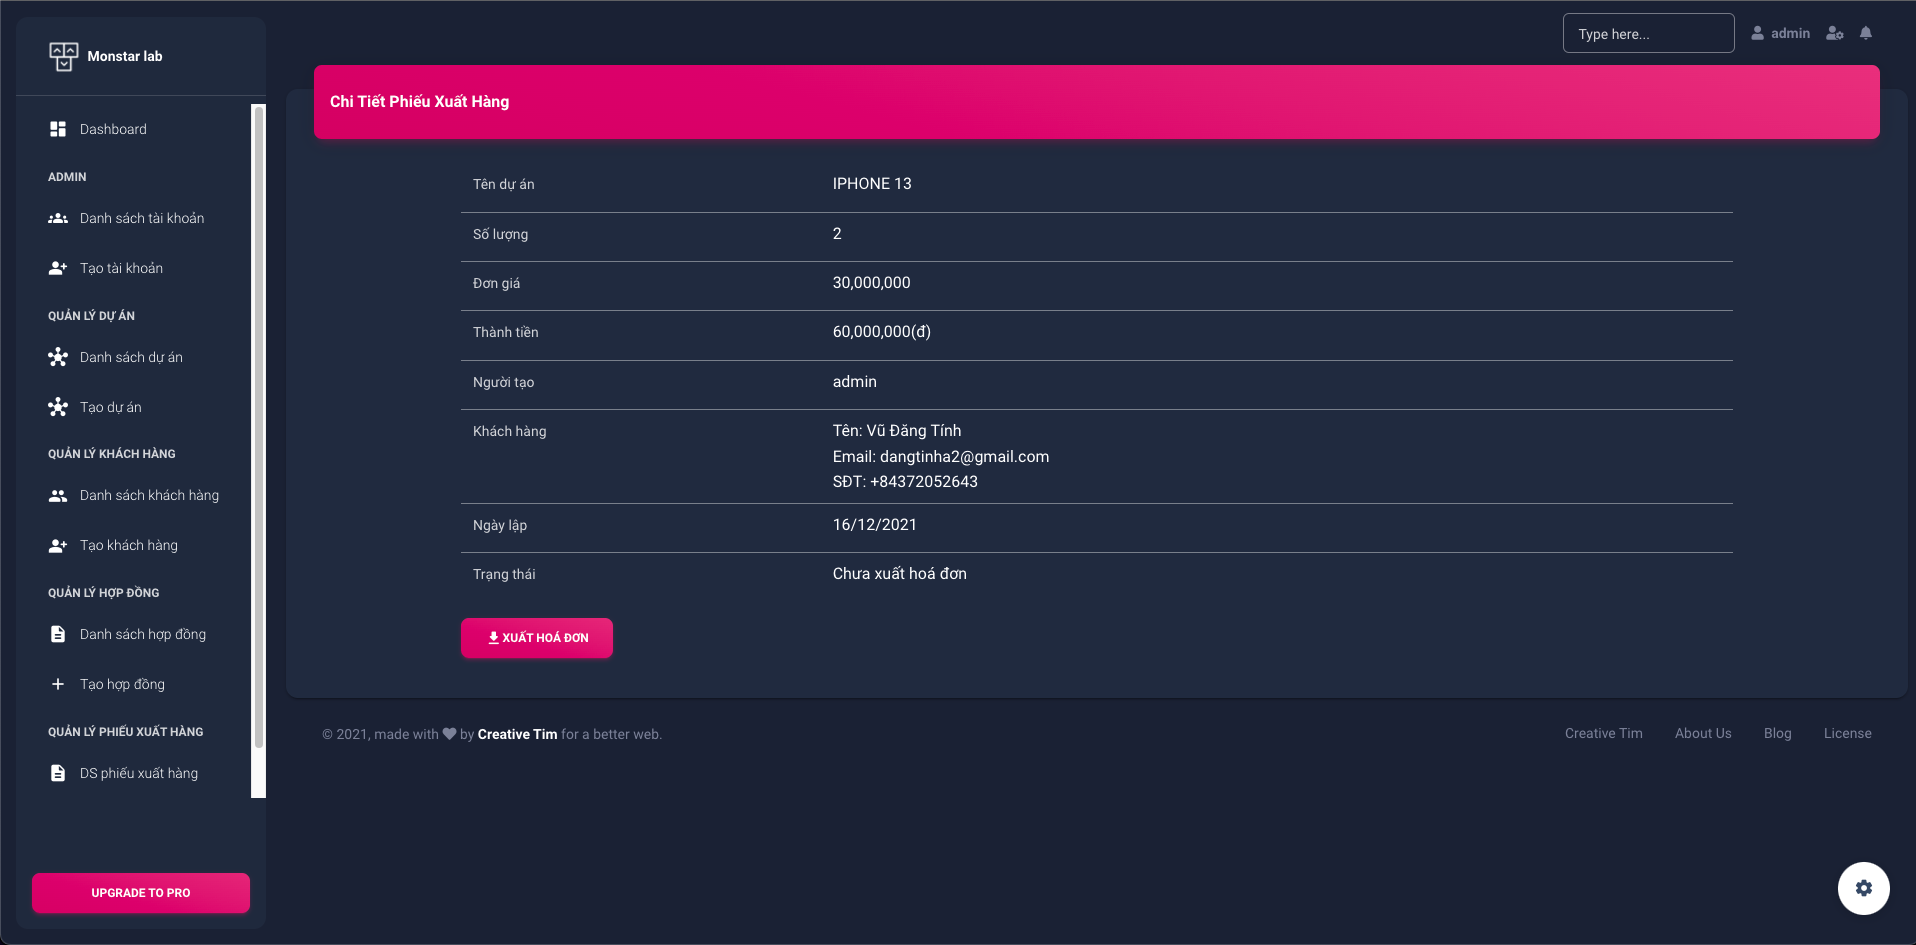 Monstar lab
Dashboard
ADMIN
Danh sách tài khoản
Tạo tài khoản
QUẢN LÝ DỰ ÁN
Danh sách dự án
Tạo dự án
QUẢN LÝ KHÁCH HÀNG
Danh sách khách hàng
Tạo khách hàng
QUẢN LÝ HỢP ĐỒNG
Danh sách hợp đồng
Tạo hợp đồng
QUẢN LÝ PHIẾU XUẤT HÀNG
DS phiếu xuất hàng
UPGRADE TO PRO
Type here...
admin
Chi Tiết Phiếu Xuất Hàng
Tên dự án IPHONE 13
Số lượng 2
Đơn giá 30,000,000
Thành tiền 60,000,000(đ)
Người tạo admin
Khách hàng Tên: Vũ Đăng Tính
Email: dangtinha2@gmail.com
SĐT: +84372052643
Ngày lập 16/12/2021
Trạng thái Chưa xuất hoá đơn
XUẤT HOÁ ĐƠN
© 2021, made with by Creative Tim for a better web.
Creative Tim About Us Blog License